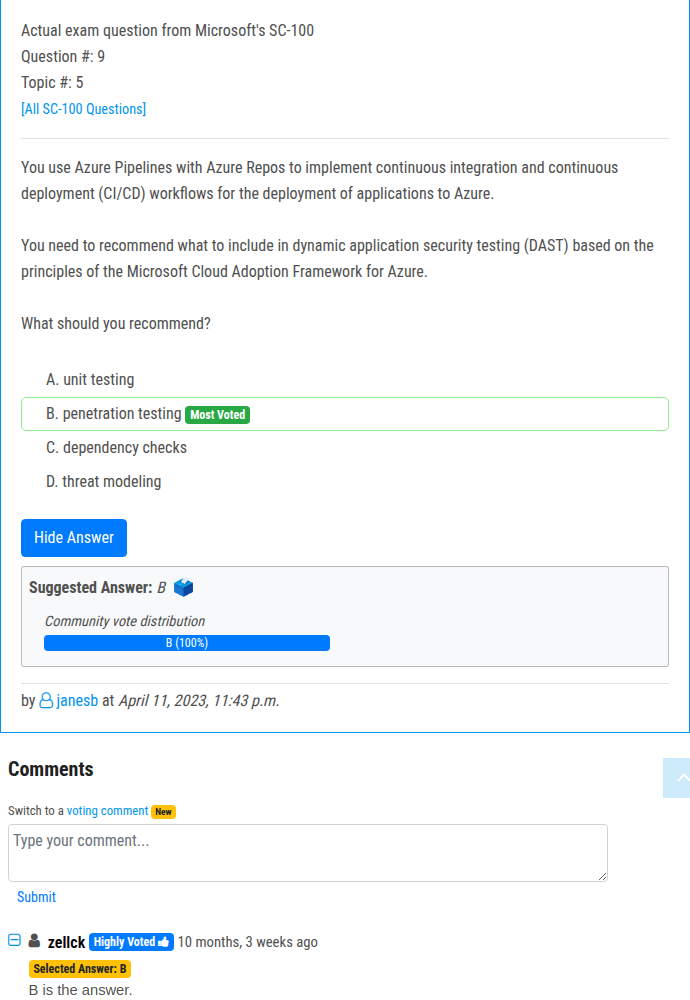 Actual exam question from Microsoft's SC-100
Question #: 9
Topic #: 5
[All SC-100 Questions]
You use Azure Pipelines with Azure Repos to implement continuous integration and continuous
deployment (CI/CD) workflows for the deployment of applications to Azure.
You need to recommend what to include in dynamic application security testing (DAST) based on the
principles of the Microsoft Cloud Adoption Framework for Azure.
What should you recommend?
A. unit testing
B. penetration testing Most Voted
C. dependency checks
D. threat modeling
Hide Answer
Suggested Answer: B
Community vote distribution
B (100%)
by janesb at April 11, 2023, 11:43 p.m.
Comments
Switch to a voting comment New
Type your comment...
Submit
zellck Highly Voted 10 months, 3 weeks ago
Selected Answer: B
B is the answer.